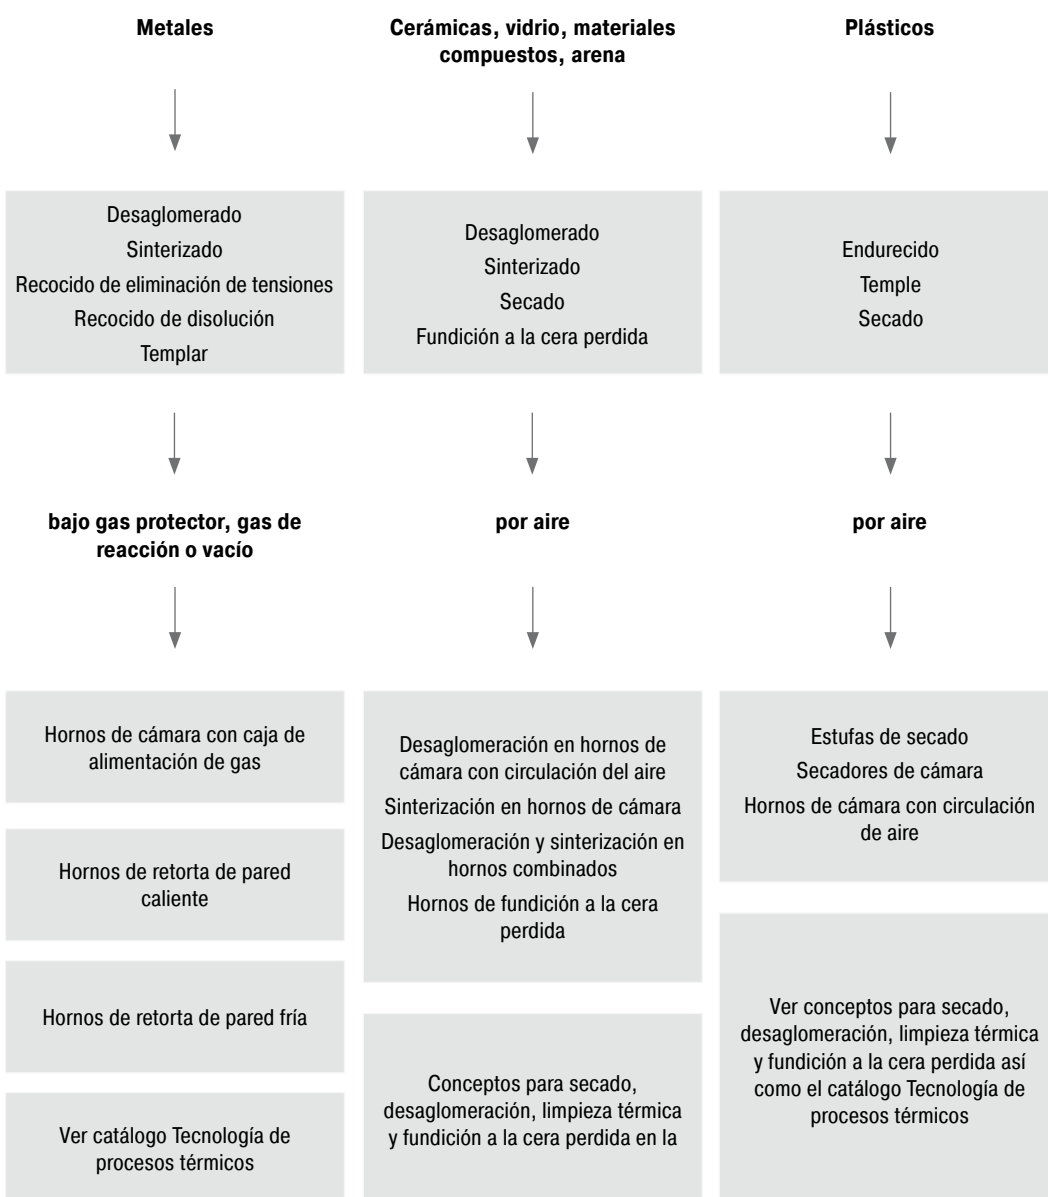 Metales
Cerámicas, vidrio, materiales
compuestos, arena
Plásticos
Desaglomerado
Sinterizado
Recocido de eliminación de tensiones
Recocido de disolución
Templar
Desaglomerado
Sinterizado
Secado
Fundición a la cera perdida
Endurecido
Temple
Secado
bajo gas protector, gas de
reacción o vacío
por aire
por aire
Hornos de cámara con caja de
alimentación de gas
Hornos de retorta de pared
caliente
Hornos de retorta de pared fría
Ver catálogo Tecnología de
procesos térmicos
Desaglomeración en hornos de
cámara con circulación del aire
Sinterización en hornos de cámara
Desaglomeración y sinterización en
hornos combinados
Hornos de fundición a la cera
perdida
Conceptos para secado,
desaglomeración, limpieza térmica
y fundición a la cera perdida en la
Estufas de secado
Secadores de cámara
Hornos de cámara con circulación
de aire
Ver conceptos para secado,
desaglomeración, limpieza térmica
y fundición a la cera perdida así
como el catálogo Tecnología de
procesos térmicos